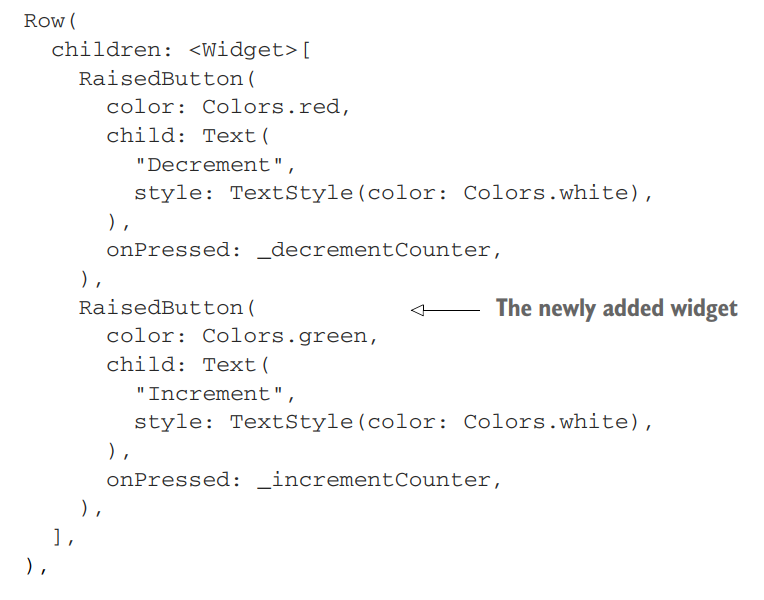 Row(
  children: <Widget>[
    RaisedButton(
      color: Colors.red,
      child: Text(
        "Decrement",
        style: TextStyle(color: Colors.white),
      ),
      onPressed: _decrementCounter,
    ),
    RaisedButton( The newly added widget
      color: Colors.green,
      child: Text(
        "Increment",
        style: TextStyle(color: Colors.white),
      ),
      onPressed: _incrementCounter,
    ),
  ],
),